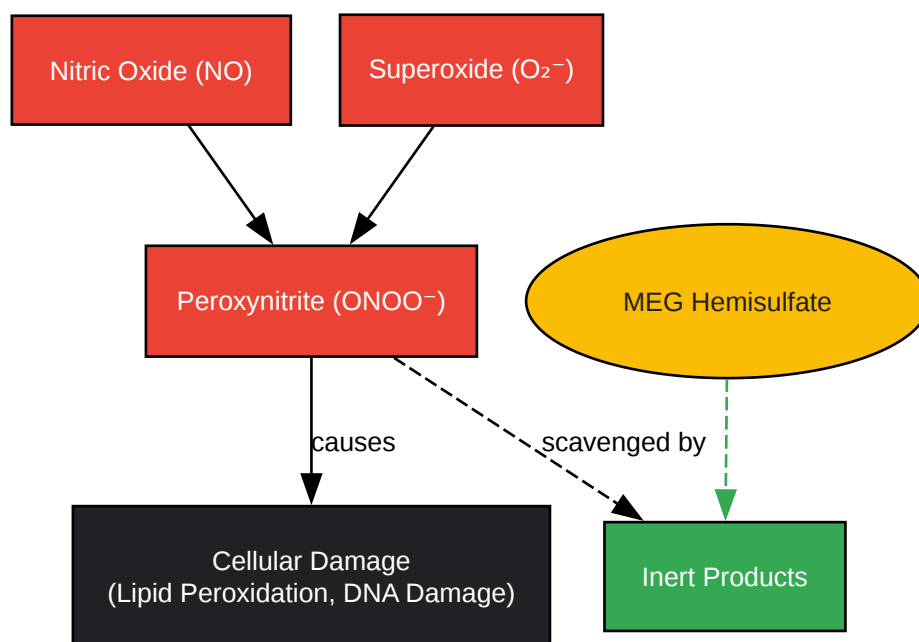 Nitric Oxide (NO)
Superoxide (O₂⁻)
Peroxynitrite (ONOO⁻)
MEG Hemisulfate
causes
scavenged by
Cellular Damage
(Lipid Peroxidation, DNA Damage)
Inert Products